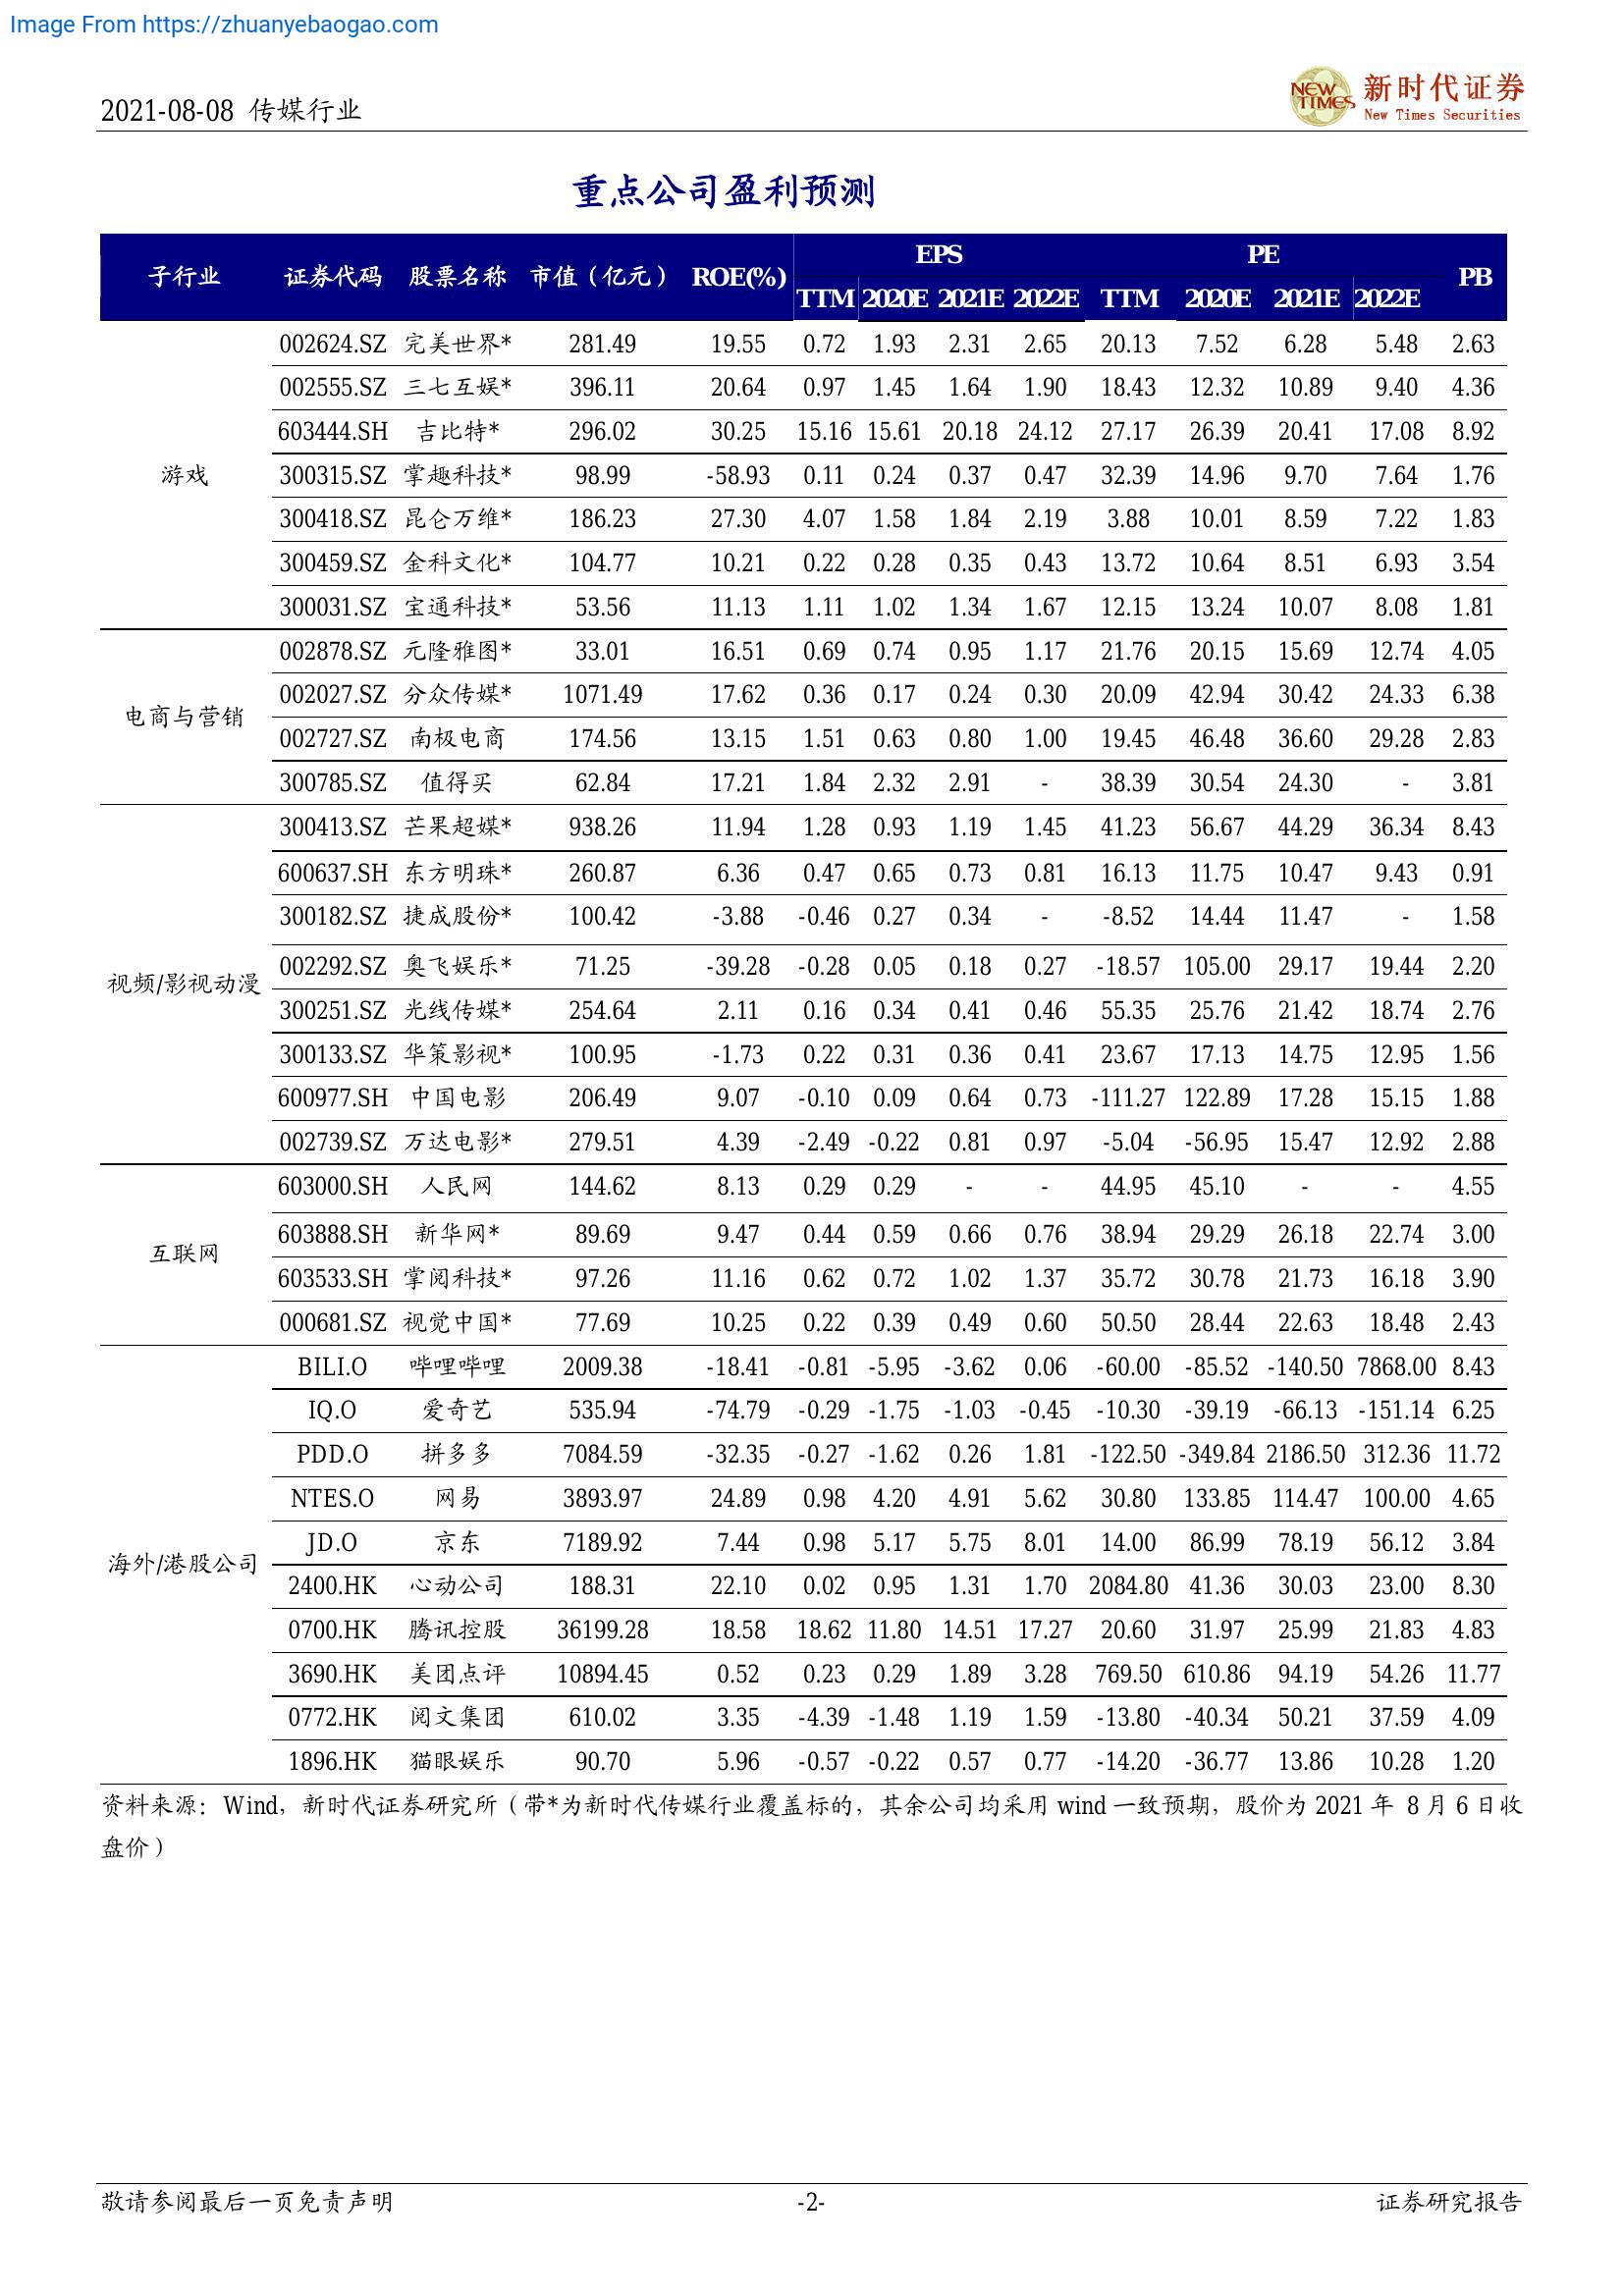 Image From https://zhuanyebaogao.com
2021-08-08 传媒行业
NEW TIMES 新时代证券
New Times Securities
重点公司盈利预测
子行业 证券代码 股票名称 市值（亿元） ROE(%) EPS PE PB
TTM 2020E 2021E 2022E TTM 2020E 2021E 2022E
游戏
002624.SZ 完美世界* 281.49 19.55 0.72 1.93 2.31 2.65 20.13 7.52 6.28 5.48 2.63
002555.SZ 三七互娱* 396.11 20.64 0.97 1.45 1.64 1.90 18.43 12.32 10.89 9.40 4.36
603444.SH 吉比特* 296.02 30.25 15.16 15.61 20.18 24.12 27.17 26.39 20.41 17.08 8.92
300315.SZ 掌趣科技* 98.99 -58.93 0.11 0.24 0.37 0.47 32.39 14.96 9.70 7.64 1.76
300418.SZ 昆仑万维* 186.23 27.30 4.07 1.58 1.84 2.19 3.88 10.01 8.59 7.22 1.83
300459.SZ 金科文化* 104.77 10.21 0.22 0.28 0.35 0.43 13.72 10.64 8.51 6.93 3.54
300031.SZ 宝通科技* 53.56 11.13 1.11 1.02 1.34 1.67 12.15 13.24 10.07 8.08 1.81
电商与营销
002878.SZ 元隆雅图* 33.01 16.51 0.69 0.74 0.95 1.17 21.76 20.15 15.69 12.74 4.05
002027.SZ 分众传媒* 1071.49 17.62 0.36 0.17 0.24 0.30 20.09 42.94 30.42 24.33 6.38
002727.SZ 南极电商 174.56 13.15 1.51 0.63 0.80 1.00 19.45 46.48 36.60 29.28 2.83
300785.SZ 值得买 62.84 17.21 1.84 2.32 2.91 - 38.39 30.54 24.30 - 3.81
视频/影视动漫
300413.SZ 芒果超媒* 938.26 11.94 1.28 0.93 1.19 1.45 41.23 56.67 44.29 36.34 8.43
600637.SH 东方明珠* 260.87 6.36 0.47 0.65 0.73 0.81 16.13 11.75 10.47 9.43 0.91
300182.SZ 捷成股份* 100.42 -3.88 -0.46 0.27 0.34 - -8.52 14.44 11.47 - 1.58
002292.SZ 奥飞娱乐* 71.25 -39.28 -0.28 0.05 0.18 0.27 -18.57 105.00 29.17 19.44 2.20
300251.SZ 光线传媒* 254.64 2.11 0.16 0.34 0.41 0.46 55.35 25.76 21.42 18.74 2.76
300133.SZ 华策影视* 100.95 -1.73 0.22 0.31 0.36 0.41 23.67 17.13 14.75 12.95 1.56
600977.SH 中国电影 206.49 9.07 -0.10 0.09 0.64 0.73 -111.27 122.89 17.28 15.15 1.88
002739.SZ 万达电影* 279.51 4.39 -2.49 -0.22 0.81 0.97 -5.04 -56.95 15.47 12.92 2.88
互联网
603000.SH 人民网 144.62 8.13 0.29 0.29 - - 44.95 45.10 - - 4.55
603888.SH 新华网* 89.69 9.47 0.44 0.59 0.66 0.76 38.94 29.29 26.18 22.74 3.00
603533.SH 掌阅科技* 97.26 11.16 0.62 0.72 1.02 1.37 35.72 30.78 21.73 16.18 3.90
000681.SZ 视觉中国* 77.69 10.25 0.22 0.39 0.49 0.60 50.50 28.44 22.63 18.48 2.43
海外/港股公司
BILI.O 哔哩哔哩 2009.38 -18.41 -0.81 -5.95 -3.62 0.06 -60.00 -85.52 -140.50 7868.00 8.43
IQ.O 爱奇艺 535.94 -74.79 -0.29 -1.75 -1.03 -0.45 -10.30 -39.19 -66.13 -151.14 6.25
PDD.O 拼多多 7084.59 -32.35 -0.27 -1.62 0.26 1.81 -122.50 -349.84 2186.50 312.36 11.72
NTES.O 网易 3893.97 24.89 0.98 4.20 4.91 5.62 30.80 133.85 114.47 100.00 4.65
JD.O 京东 7189.92 7.44 0.98 5.17 5.75 8.01 14.00 86.99 78.19 56.12 3.84
2400.HK 心动公司 188.31 22.10 0.02 0.95 1.31 1.70 2084.80 41.36 30.03 23.00 8.30
0700.HK 腾讯控股 36199.28 18.58 18.62 11.80 14.51 17.27 20.60 31.97 25.99 21.83 4.83
3690.HK 美团点评 10894.45 0.52 0.23 0.29 1.89 3.28 769.50 610.86 94.19 54.26 11.77
0772.HK 阅文集团 610.02 3.35 -4.39 -1.48 1.19 1.59 -13.80 -40.34 50.21 37.59 4.09
1896.HK 猫眼娱乐 90.70 5.96 -0.57 -0.22 0.57 0.77 -14.20 -36.77 13.86 10.28 1.20
资料来源：Wind，新时代证券研究所（带*为新时代传媒行业覆盖标的，其余公司均采用 wind 一致预期，股价为 2021 年 8 月 6 日收
盘价）
敬请参阅最后一页免责声明 -2- 证券研究报告